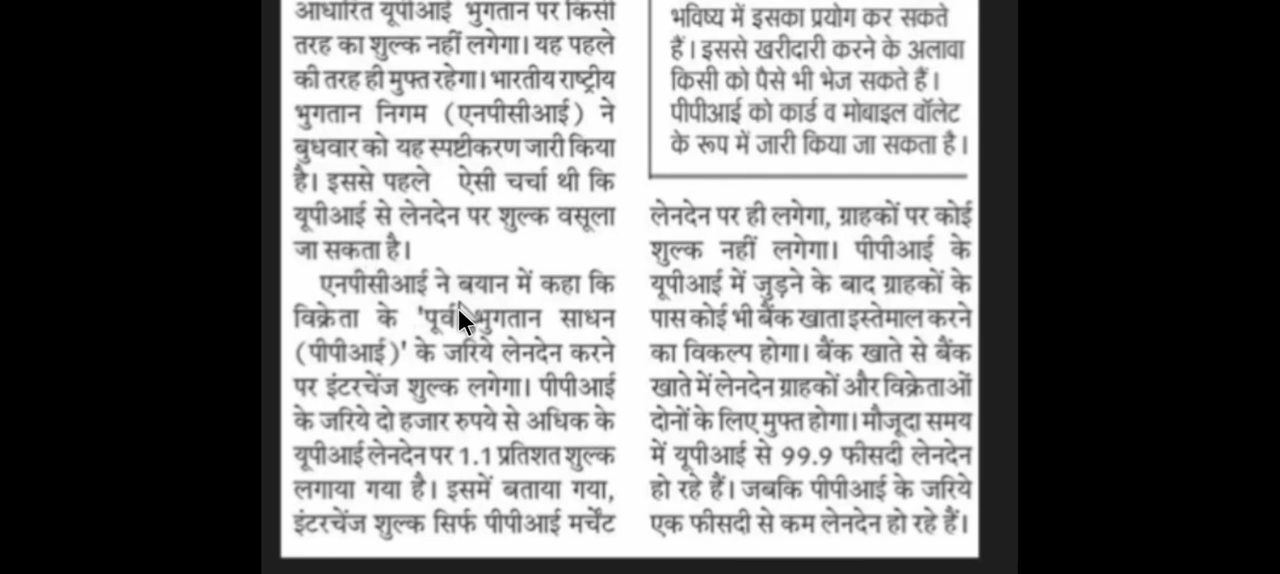 आधारित यूपीआई भुगतान पर किसी
तरह का शुल्क नहीं लगेगा। यह पहले
की तरह ही मुफ्त रहेगा। भारतीय राष्ट्रीय
भुगतान निगम (एनपीसीआई) ने
बुधवार को यह स्पष्टीकरण जारी किया
है। इससे पहले ऐसी चर्चा थी कि
यूपीआई से लेनदेन पर शुल्क वसूला
जा सकता है।
एनपीसीआई ने बयान में कहा कि
विक्रेता के 'पूर्व भुगतान साधन
(पीपीआई)' के जरिये लेनदेन करने
पर इंटरचेंज शुल्क लगेगा। पीपीआई
के जरिये दो हजार रुपये से अधिक के
यूपीआई लेनदेन पर 1.1 प्रतिशत शुल्क
लगाया गया है। इसमें बताया गया,
इंटरचेंज शुल्क सिर्फ पीपीआई मर्चेंट
भविष्य में इसका प्रयोग कर सकते
हैं। इससे खरीदारी करने के अलावा
किसी को पैसे भी भेज सकते हैं।
पीपीआई को कार्ड व मोबाइल वॉलेट
के रूप में जारी किया जा सकता है।
लेनदेन पर ही लगेगा, ग्राहकों पर कोई
शुल्क नहीं लगेगा। पीपीआई के
यूपीआई में जुड़ने के बाद ग्राहकों के
पास कोई भी बैंक खाता इस्तेमाल करने
का विकल्प होगा। बैंक खाते से बैंक
खाते में लेनदेन ग्राहकों और विक्रेताओं
दोनों के लिए मुफ्त होगा। मौजूदा समय
में यूपीआई से 99.9 फीसदी लेनदेन
हो रहे हैं। जबकि पीपीआई के जरिये
एक फीसदी से कम लेनदेन हो रहे हैं।